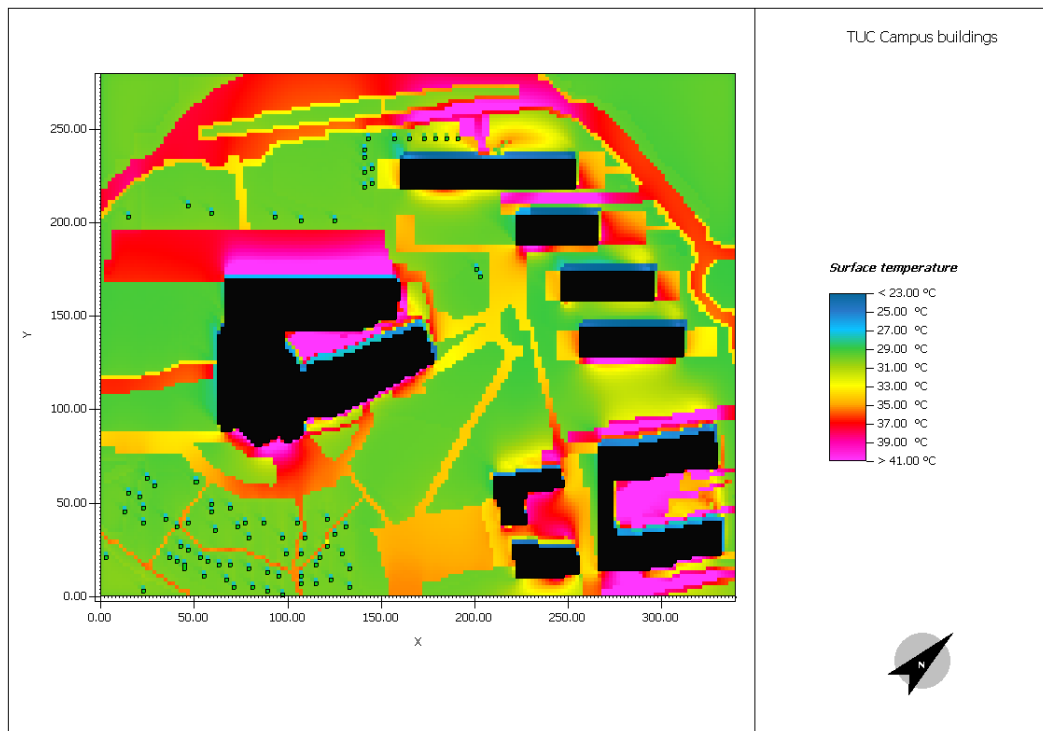 TUC Campus buildings
250.00
200.00
150.00
100.00
50.00
0.00
Y
0.00 50.00 100.00 150.00 200.00 250.00 300.00
X
Surface temperature
< 23.00 °C
25.00 °C
27.00 °C
29.00 °C
31.00 °C
33.00 °C
35.00 °C
37.00 °C
39.00 °C
> 41.00 °C
N